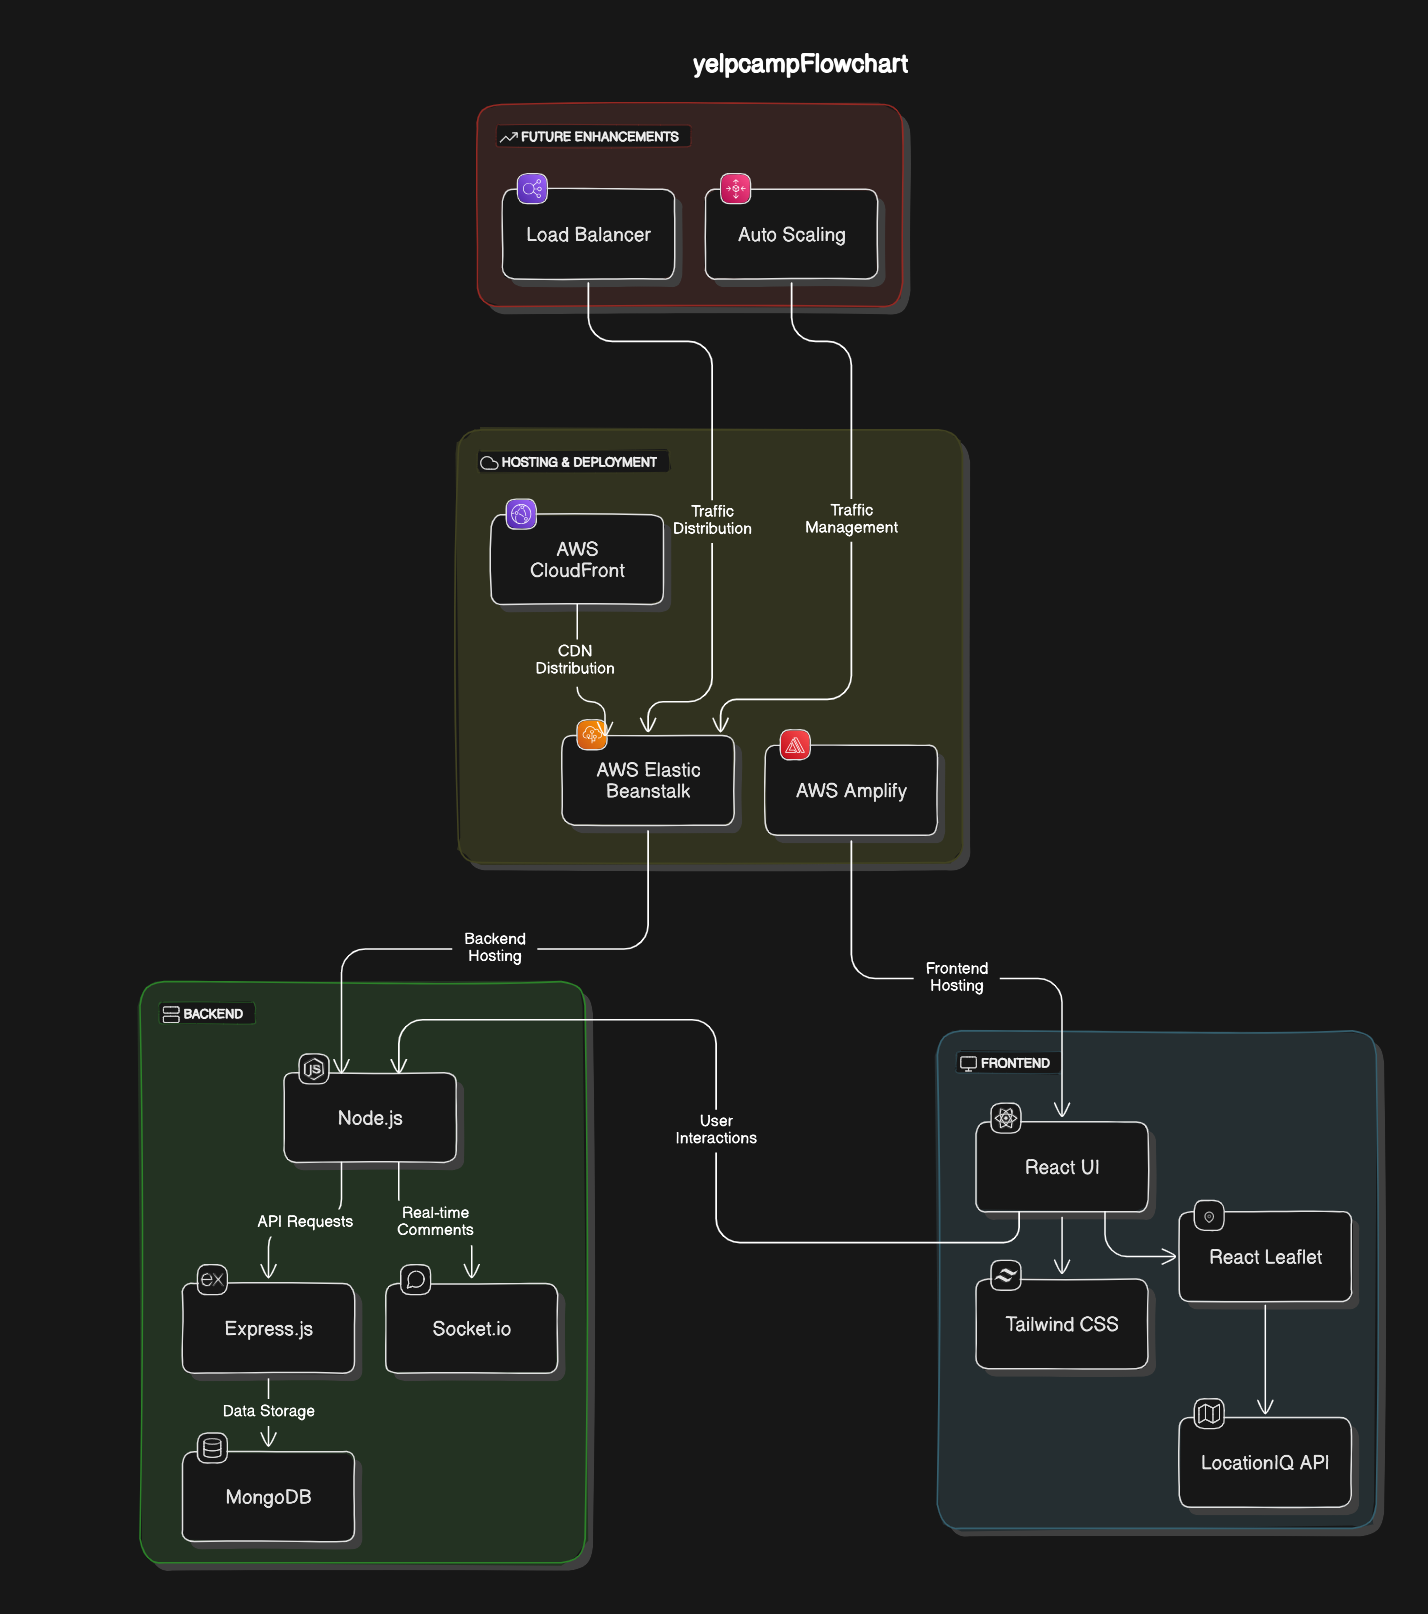 yelpcampFlowchart
FUTURE ENHANCEMENTS
Load Balancer
Auto Scaling
HOSTING & DEPLOYMENT
AWS
CloudFront
Traffic
Distribution
Traffic
Management
CDN
Distribution
AWS Elastic
Beanstalk
AWS Amplify
Backend
Hosting
Frontend
Hosting
BACKEND
JS
Node.js
API Requests
Real-time
Comments
ex
Express.js
Socket.io
Data Storage
MongoDB
User
Interactions
FRONTEND
React UI
React Leaflet
Tailwind CSS
LocationIQ API